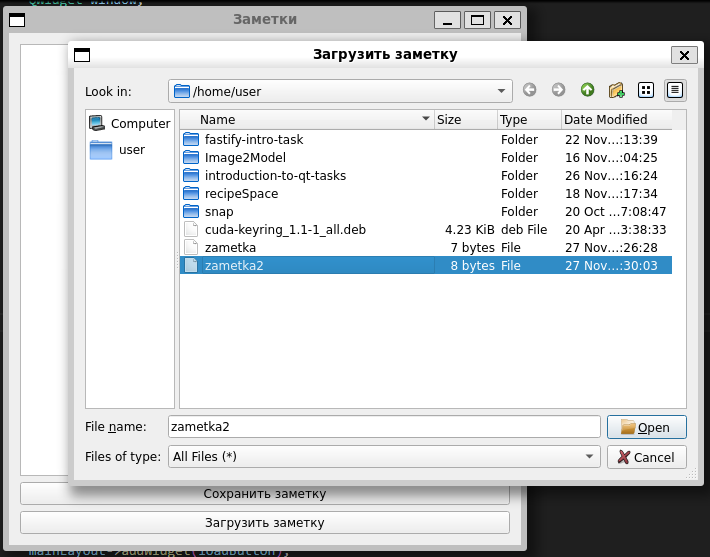 QWidget window;
Заметки
Загрузить заметку
Look in:
/home/user
Computer
user
Name Size Type Date Modified
fastify-intro-task Folder 22 Nov...:13:39
Image2Model Folder 16 Nov...:04:25
introduction-to-qt-tasks Folder 26 Nov...:16:24
recipeSpace Folder 18 Nov...:17:34
snap Folder 20 Oct ...7:08:47
cuda-keyring_1.1-1_all.deb 4.23 KiB deb File 20 Apr ...3:38:33
zametka 7 bytes File 27 Nov...:26:28
zametka2 8 bytes File 27 Nov...:30:03
File name: zametka2 Open
Files of type: All Files (*) Cancel
Сохранить заметку
Загрузить заметку
mainLayout->addWidget(loadButton);